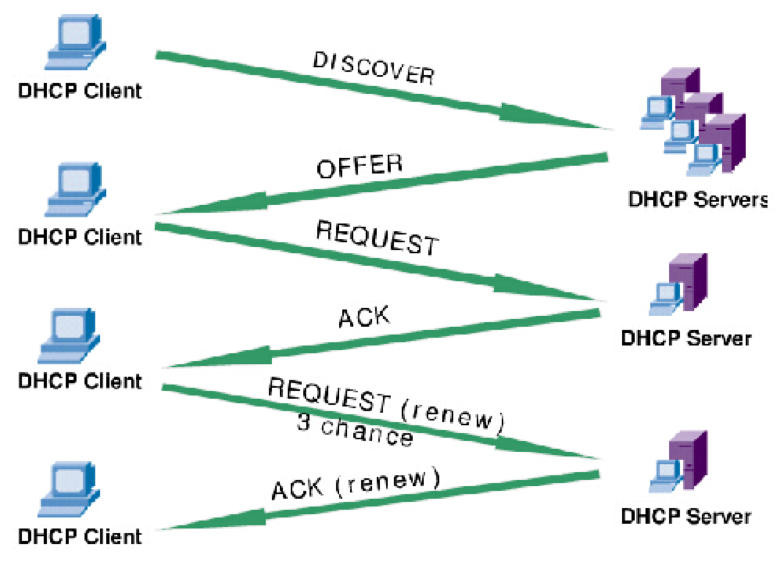 DISCOVER
DHCP Client
OFFER
DHCP Servers
DHCP Client
REQUEST
ACK
DHCP Server
DHCP Client
REQUEST (renew)
3 chance
ACK (renew)
DHCP Server
DHCP Client